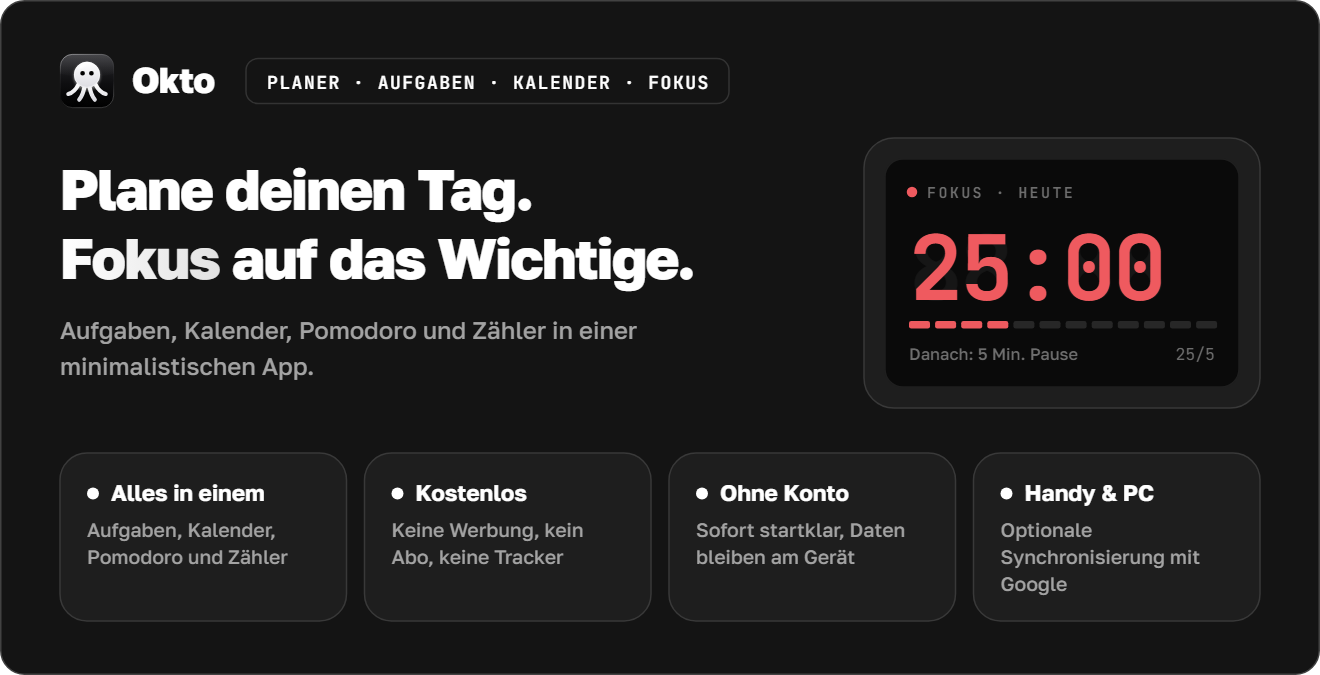 Okto
PLANER · AUFGABEN · KALENDER · FOKUS
Plane deinen Tag.
Fokus auf das Wichtige.
Aufgaben, Kalender, Pomodoro und Zähler in einer
minimalistischen App.
FOKUS · HEUTE
25:00
Danach: 5 Min. Pause
25/5
Alles in einem
Aufgaben, Kalender,
Pomodoro und Zähler
Kostenlos
Keine Werbung, kein
Abo, keine Tracker
Ohne Konto
Sofort startklar, Daten
bleiben am Gerät
Handy & PC
Optionale
Synchronisierung mit
Google